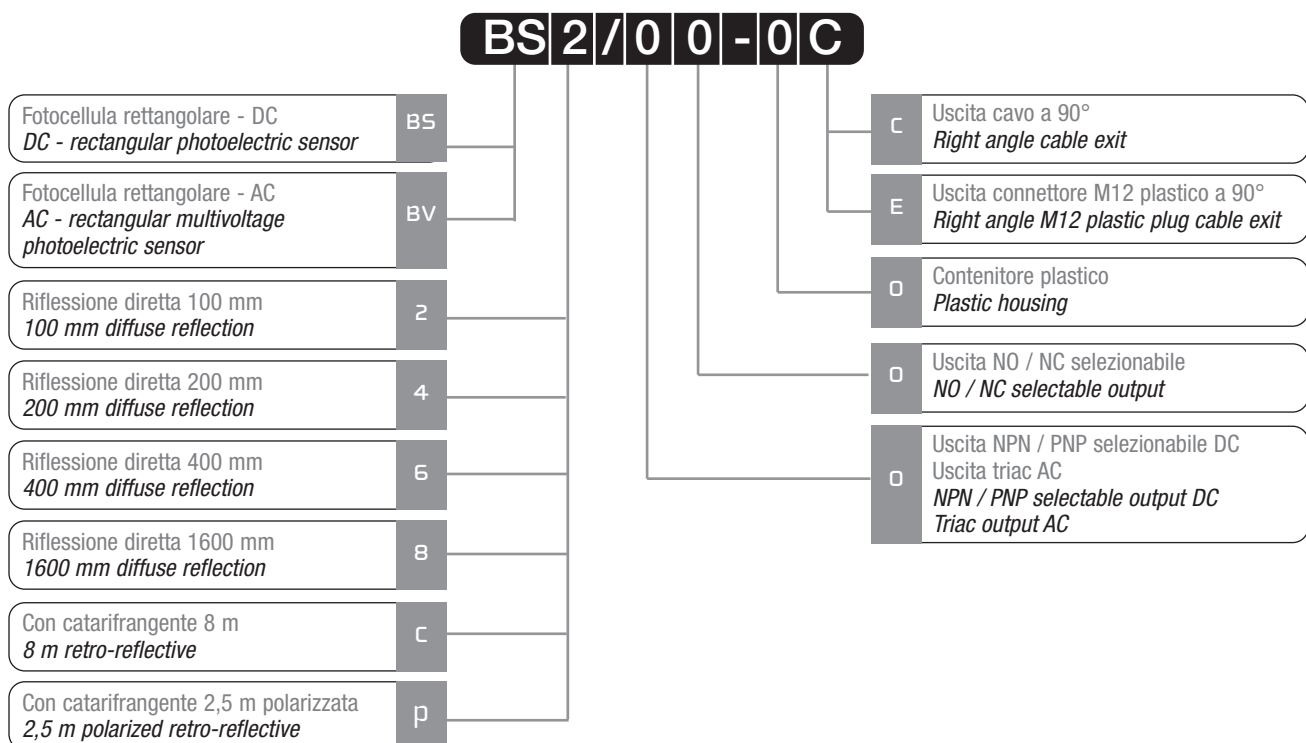 BS2/00-0C
Fotocellula rettangolare - DC
DC - rectangular photoelectric sensor
BS
Fotocellula rettangolare - AC
AC - rectangular multivoltage
photoelectric sensor
BV
Riflessione diretta 100 mm
100 mm diffuse reflection
2
Riflessione diretta 200 mm
200 mm diffuse reflection
4
Riflessione diretta 400 mm
400 mm diffuse reflection
6
Riflessione diretta 1600 mm
1600 mm diffuse reflection
8
Con catarifrangente 8 m
8 m retro-reflective
C
Con catarifrangente 2,5 m polarizzata
2,5 m polarized retro-reflective
p
C
Uscita cavo a 90°
Right angle cable exit
E
Uscita connettore M12 plastico a 90°
Right angle M12 plastic plug cable exit
0
Contenitore plastico
Plastic housing
0
Uscita NO / NC selezionabile
NO / NC selectable output
0
Uscita NPN / PNP selezionabile DC
Uscita triac AC
NPN / PNP selectable output DC
Triac output AC